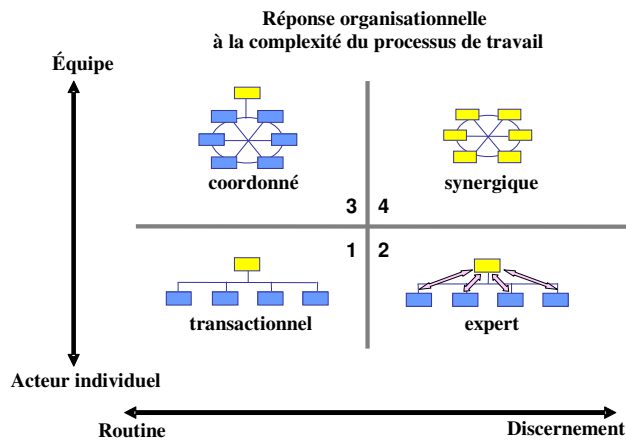 Réponse organisationnelle
à la complexité du processus de travail
Équipe
coordonné
synergique
3 4
1 2
transactionnel
expert
Acteur individuel
Routine
Discernement